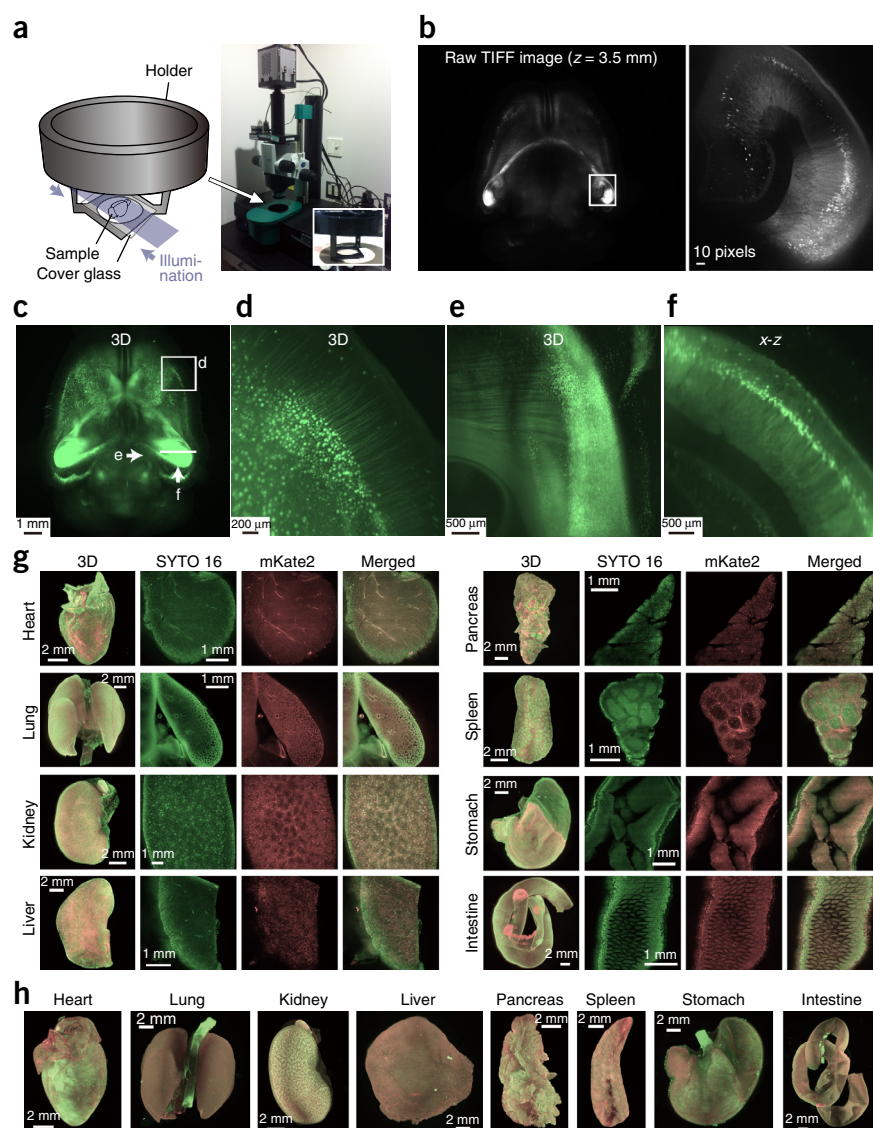 a
Holder
Sample
Cover glass
Illumi-
nation
b
Raw TIFF image (z = 3.5 mm)
10 pixels
c
3D
d
e
f
1 mm
d
3D
200 µm
e
3D
500 µm
f
x-z
500 µm
g
3D SYTO 16 mKate2 Merged
Heart
2 mm 1 mm
Lung
2 mm 1 mm
Kidney
2 mm 1 mm
Liver
2 mm 1 mm
3D SYTO 16 mKate2 Merged
Pancreas
2 mm 1 mm
Spleen
2 mm 1 mm
Stomach
2 mm 1 mm
Intestine
2 mm 1 mm
h
Heart Lung Kidney Liver Pancreas Spleen Stomach Intestine
2 mm 2 mm 2 mm 2 mm 2 mm 2 mm 2 mm 2 mm